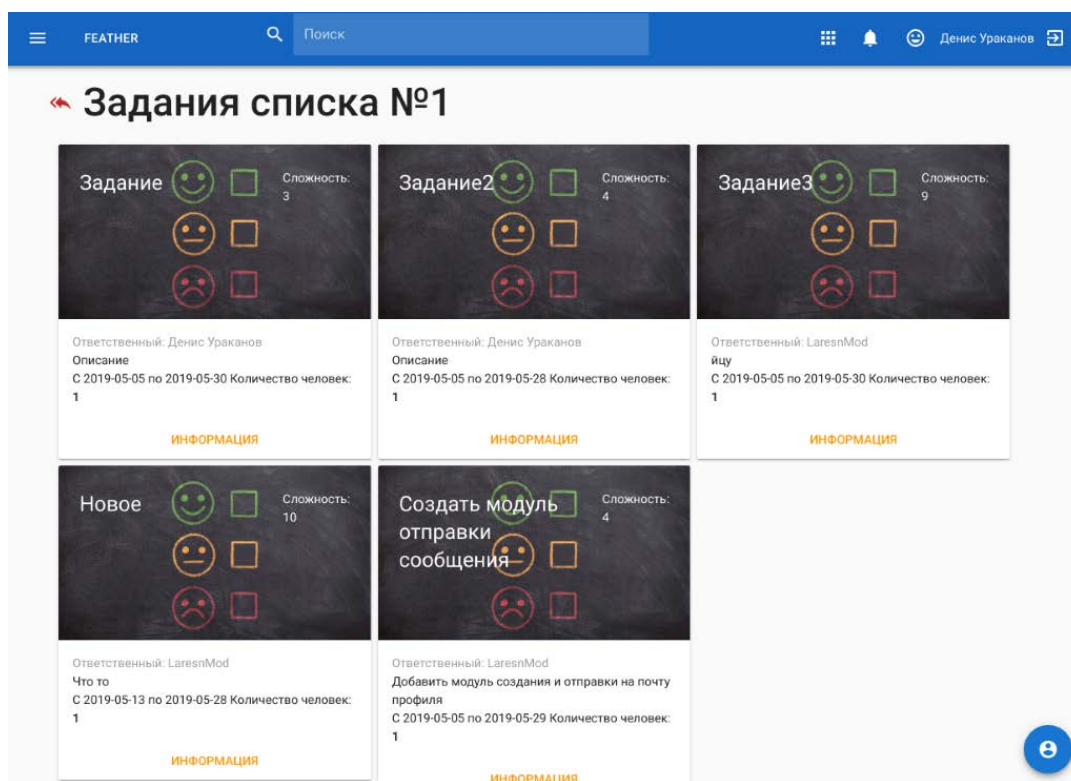 FEATHER
Поиск
Денис Ураканов
Задания списка №1
Задание
Сложность:
3
Ответственный: Денис Ураканов
Описание
С 2019-05-05 по 2019-05-30 Количество человек:
1
ИНФОРМАЦИЯ
Задание2
Сложность:
4
Ответственный: Денис Ураканов
Описание
С 2019-05-05 по 2019-05-28 Количество человек:
1
ИНФОРМАЦИЯ
Задание3
Сложность:
9
Ответственный: LaresnMod
йцу
С 2019-05-05 по 2019-05-30 Количество человек:
1
ИНФОРМАЦИЯ
Новое
Сложность:
10
Ответственный: LaresnMod
Что то
С 2019-05-13 по 2019-05-28 Количество человек:
1
ИНФОРМАЦИЯ
Создать модуль
отправки
сообщения
Сложность:
4
Ответственный: LaresnMod
Добавить модуль создания и отправки на почту
профиля
С 2019-05-05 по 2019-05-29 Количество человек:
1
ИНФОРМАЦИЯ